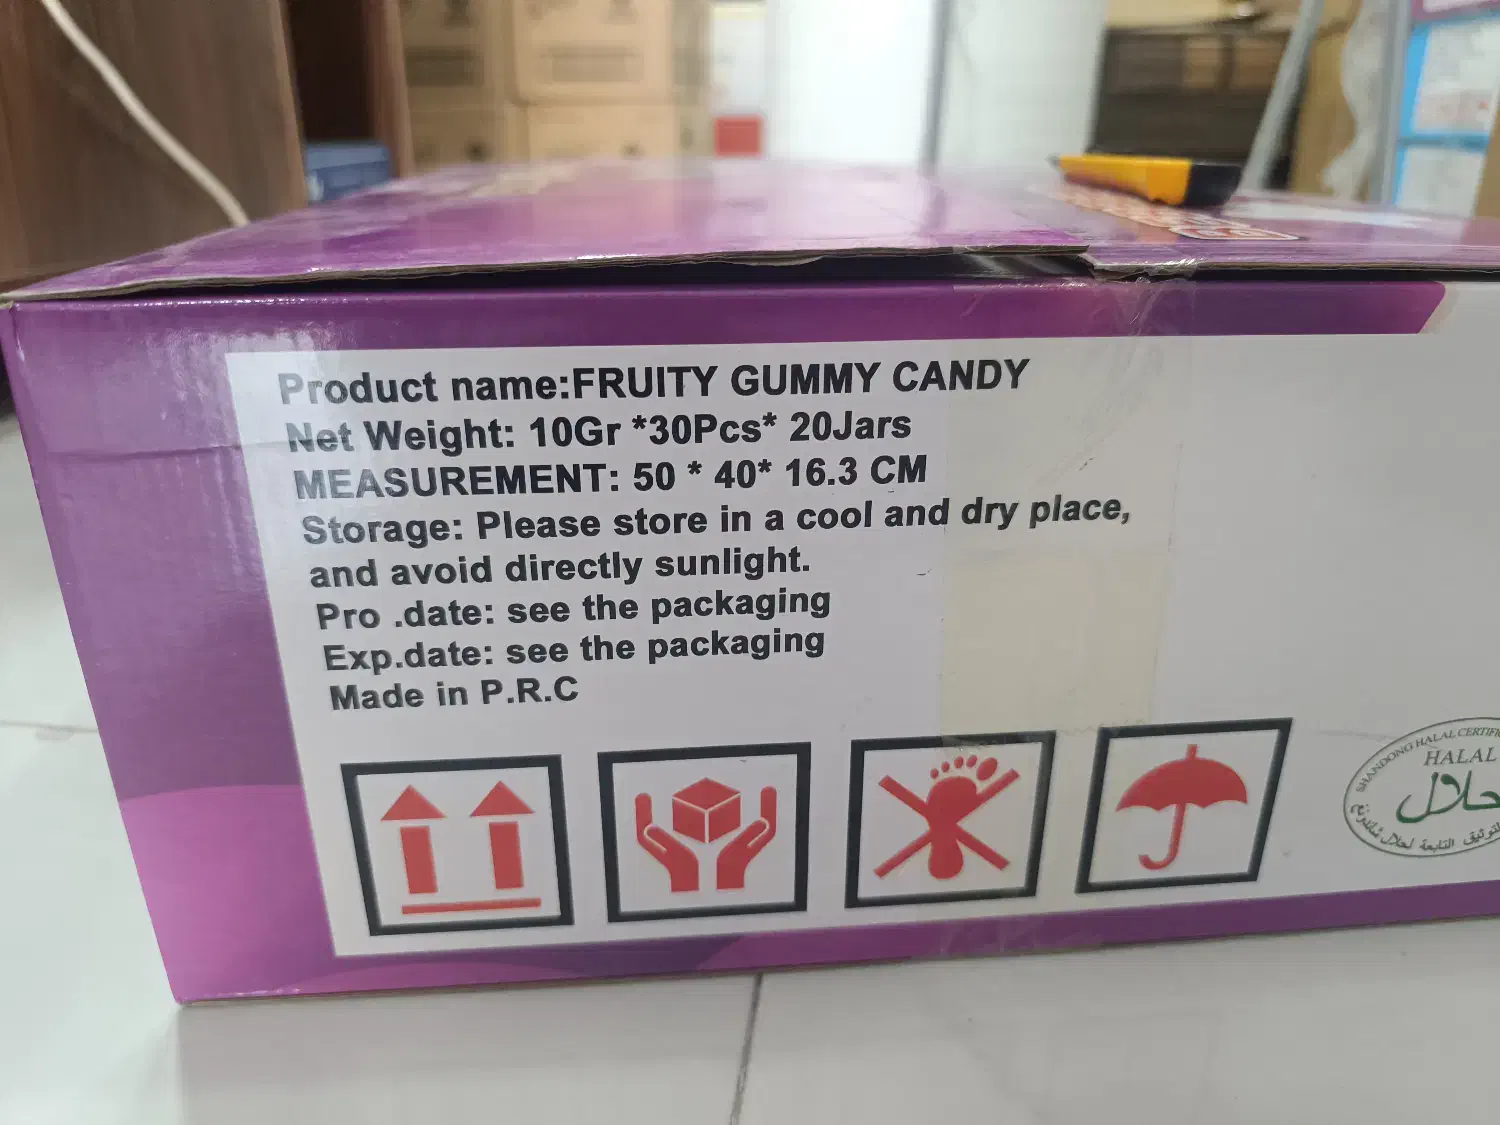 Product name:FRUITY GUMMY CANDY
Net Weight: 10Gr *30Pcs* 20Jars
MEASUREMENT: 50 * 40* 16.3 CM
Storage: Please store in a cool and dry place,
and avoid directly sunlight.
Pro .date: see the packaging
Exp.date: see the packaging
Made in P.R.C
SHANDONG HALAL
HALAL
حلال